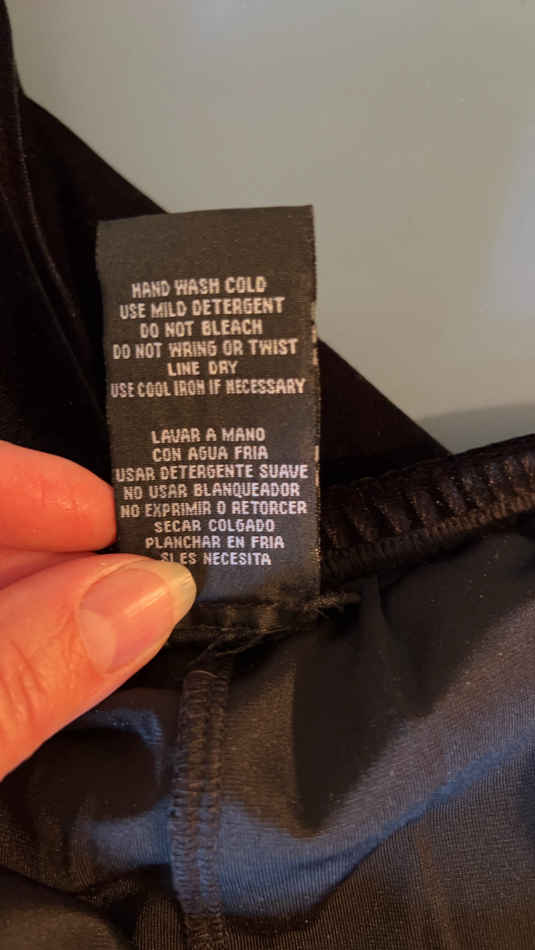 HAND WASH COLD
USE MILD DETERGENT
DO NOT BLEACH
DO NOT WRING OR TWIST
LINE DRY
USE COOL IRON IF NECESSARY
LAVAR A MANO
CON AGUA FRIA
USAR DETERGENTE SUAVE
NO USAR BLANQUEADOR
NO EXPRIMIR O RETORCER
SECAR COLGADO
PLANCHAR EN FRIA
SI ES NECESITA